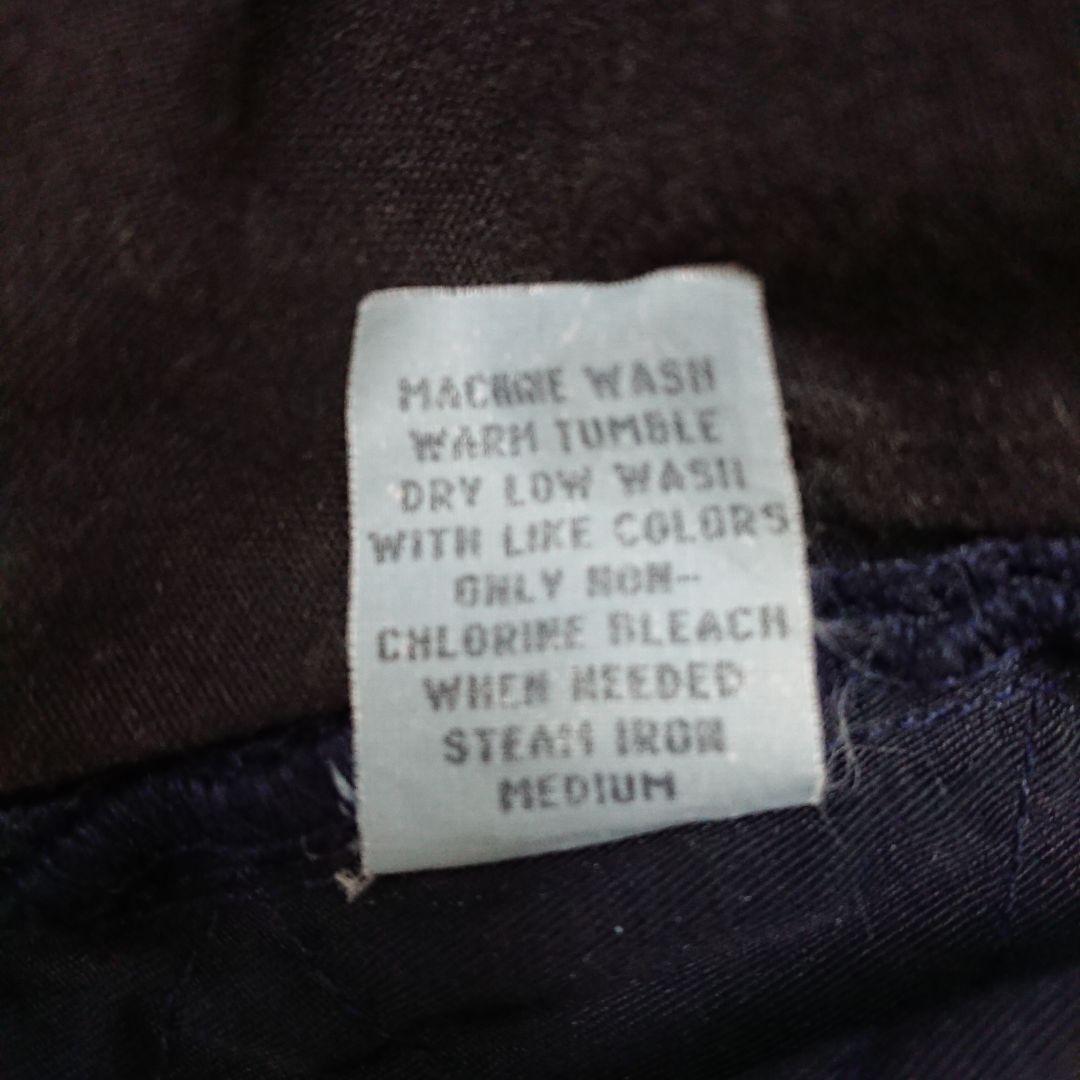 MACHINE WASH
WARM TUMBLE
DRY LOW WASH
WITH LIKE COLORS
ONLY NON-
CHLORINE BLEACH
WHEN NEEDED
STEAM IRON
MEDIUM